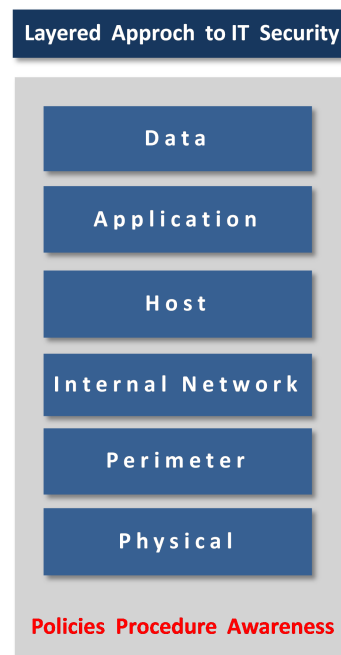 Layered Approch to IT Security
Data
Application
Host
Internal Network
Perimeter
Physical
Policies Procedure Awareness